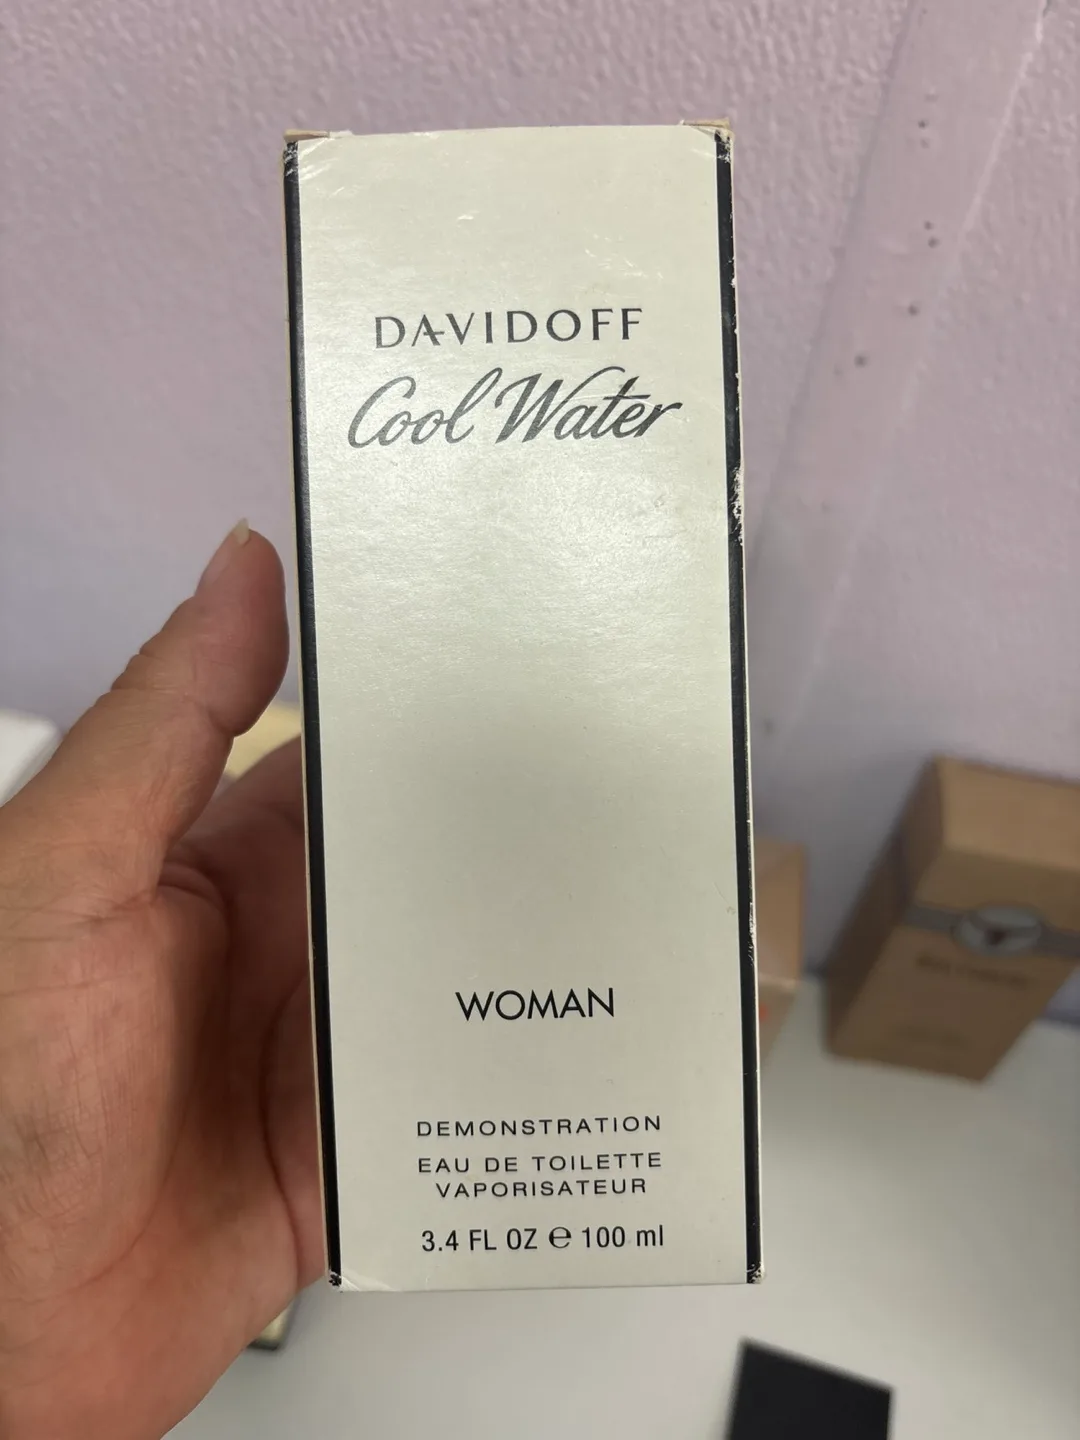 DAVIDOFF
Cool Water
WOMAN
DEMONSTRATION
EAU DE TOILETTE
VAPORISATEUR
3.4 FL OZ ℮ 100 ml